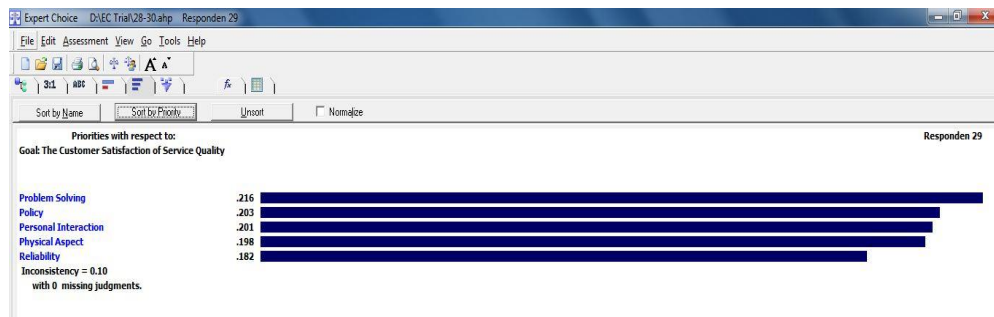 Expert Choice D:\EC Trial\28-30.ahp Responden 29
File Edit Assessment View Go Tools Help
A A
3:1 ABC fx
Sort by Name Sort by Priority Unsort Normalize
Priorities with respect to: Responden 29
Goal: The Customer Satisfaction of Service Quality
Problem Solving .216
Policy .203
Personal Interaction .201
Physical Aspect .198
Reliability .182
Inconsistency = 0.10
with 0 missing judgments.